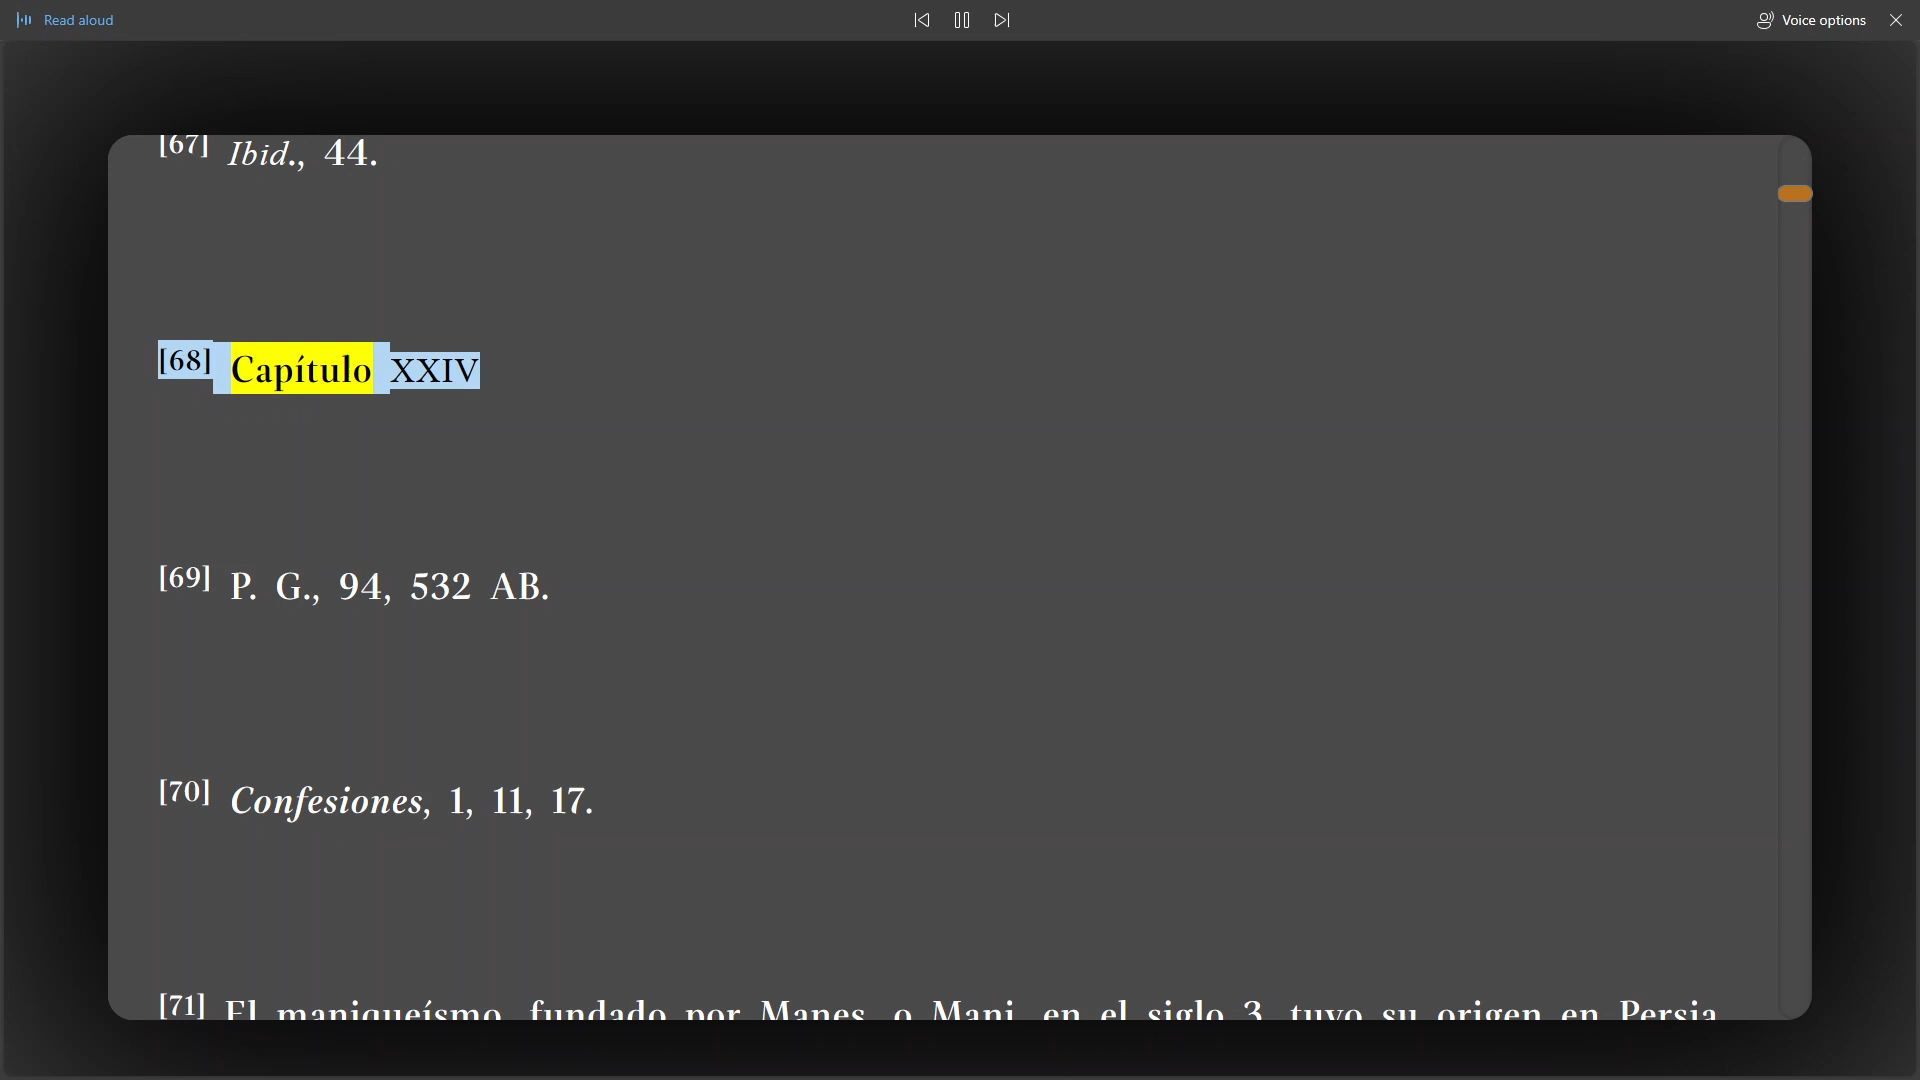 Read aloud
Voice options
[67] Ibid., 44.
[68] Capítulo XXIV
[69] P. G., 94, 532 AB.
[70] Confesiones, 1, 11, 17.
[71] El maniqueísmo, fundado por Manes, o Mani, en el siglo 3, tuvo su origen en Persia